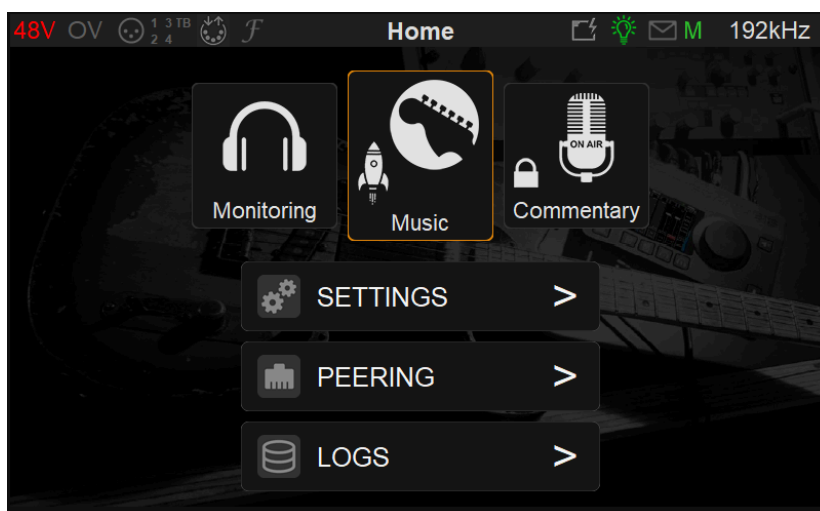 48V OV 1 3 TB 2 4 ℱ Home M 192kHz
ON AIR
Monitoring Music Commentary
SETTINGS >
PEERING >
LOGS >